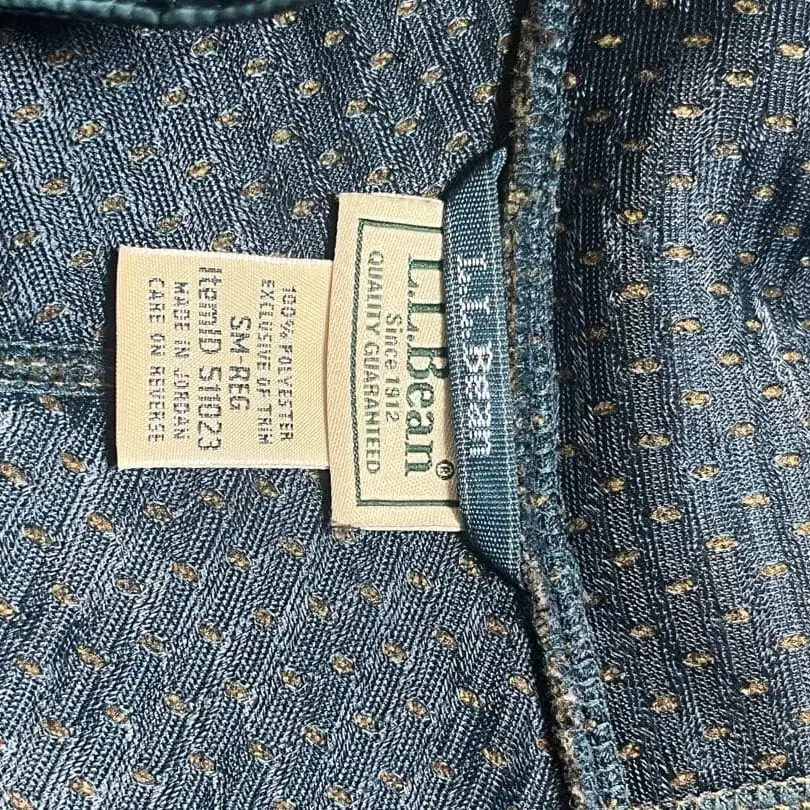 L.L.Bean
L.L.Bean®
Since 1912
QUALITY GUARANTEED
100% POLYESTER
EXCLUSIVE OF TRIM
SM-REG
ItemID 511023
MADE IN JORDAN
CARE ON REVERSE